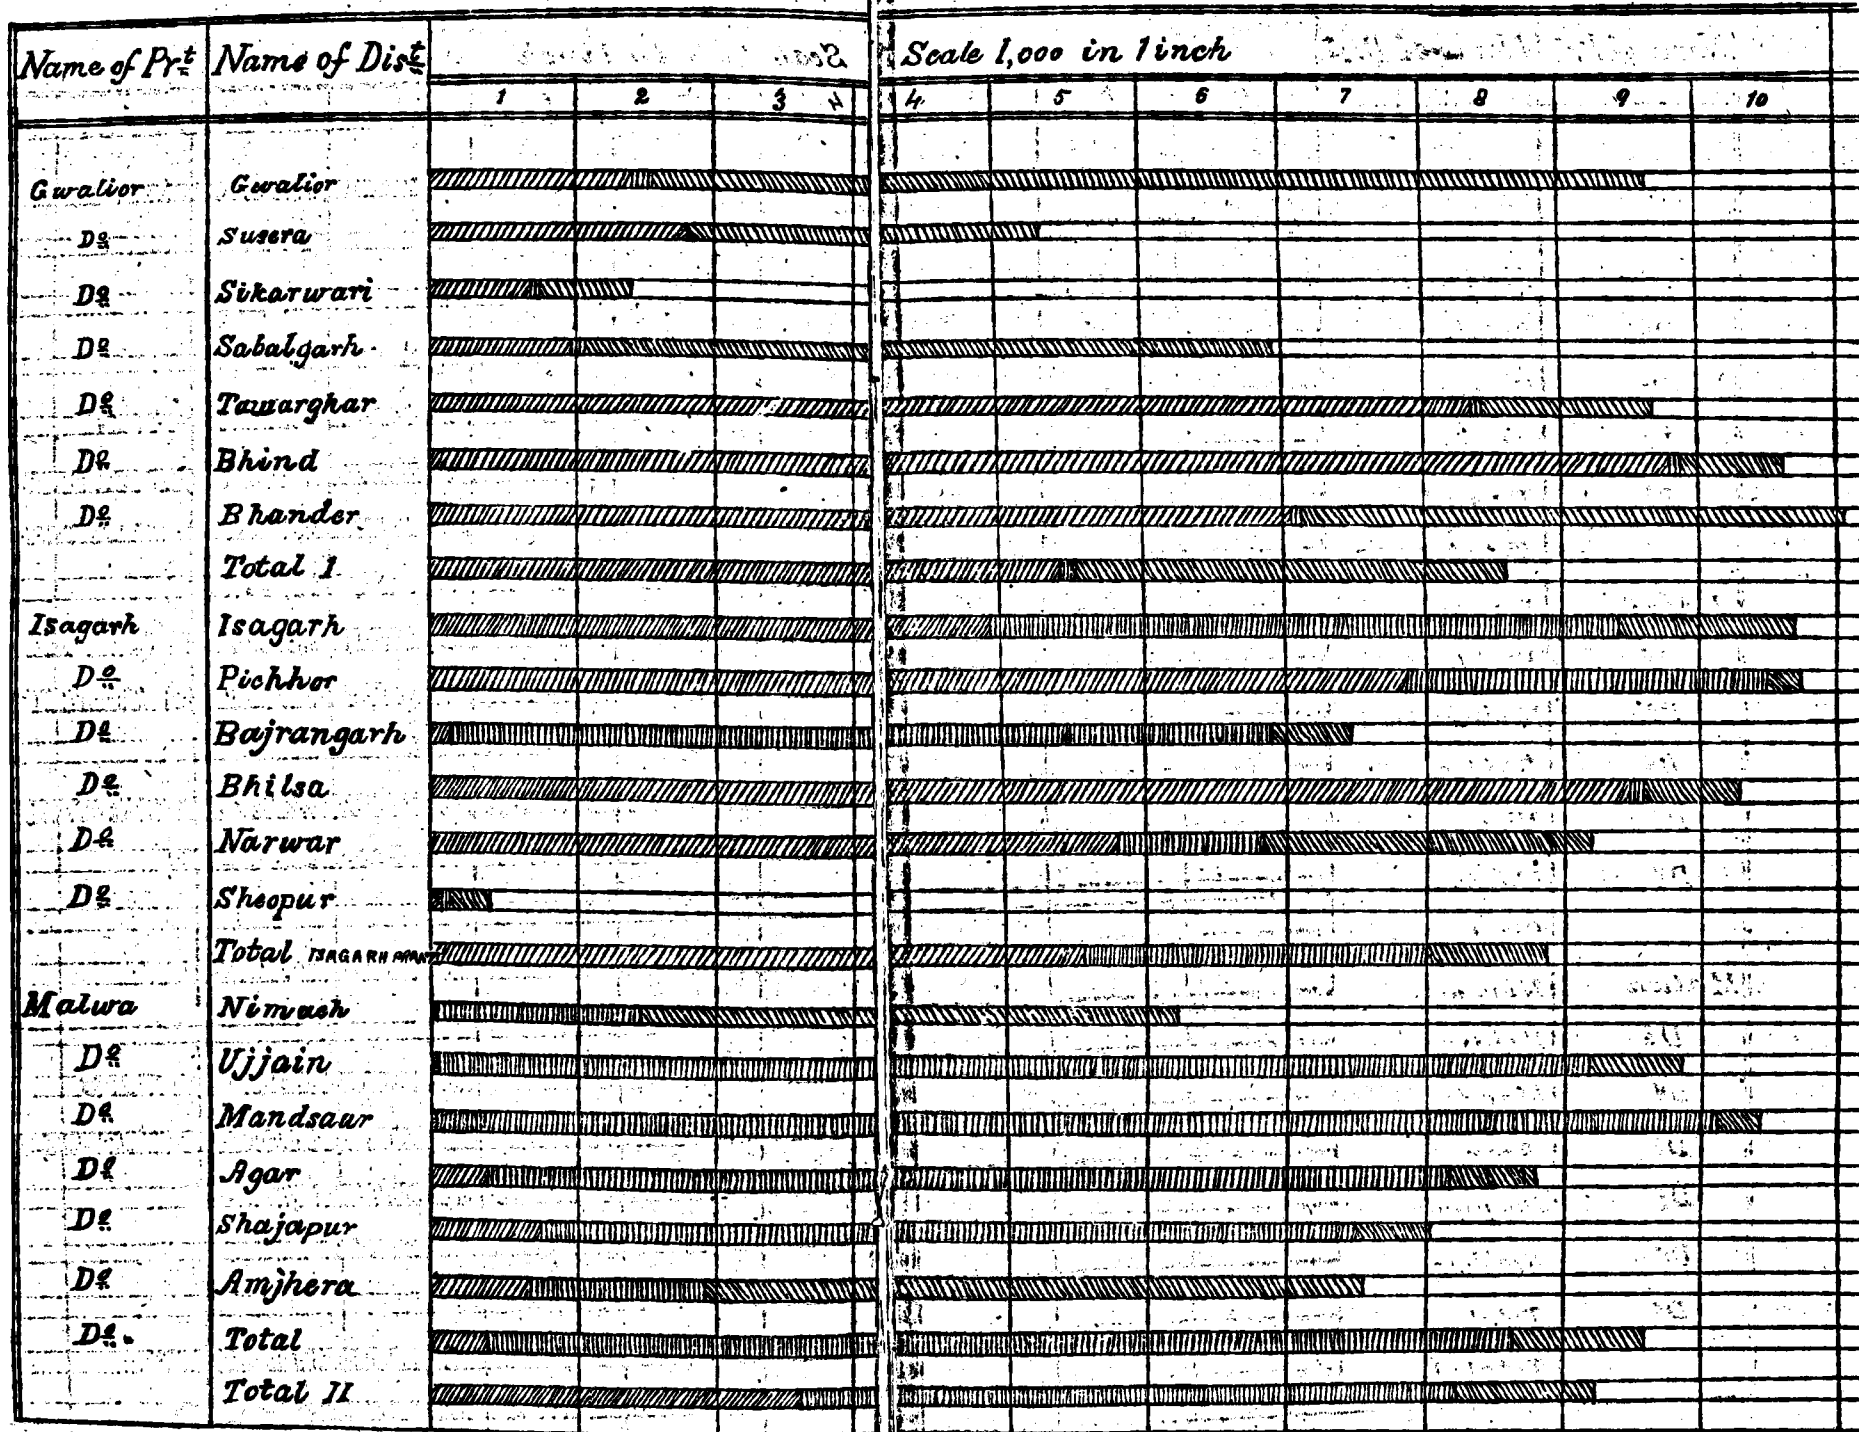 Name of Prt Name of Dist Scale 1,000 in 1 inch
1 2 3 4 5 6 7 8 9 10
Gwalior Gwalior
Do Susera
Do Sikarwari
Do Sabalgarh
Do Tawarghar
Do Bhind
Do Bhander
Total I
Isagarh Isagarh
Do Pichhor
Do Bajrangarh
Do Bhilsa
Do Narwar
Do Sheopur
Total ISAGARH PRANT
Malwa Nimach
Do Ujjain
Do Mandsaur
Do Agar
Do Shajapur
Do Amjhera
Do. Total
Total II